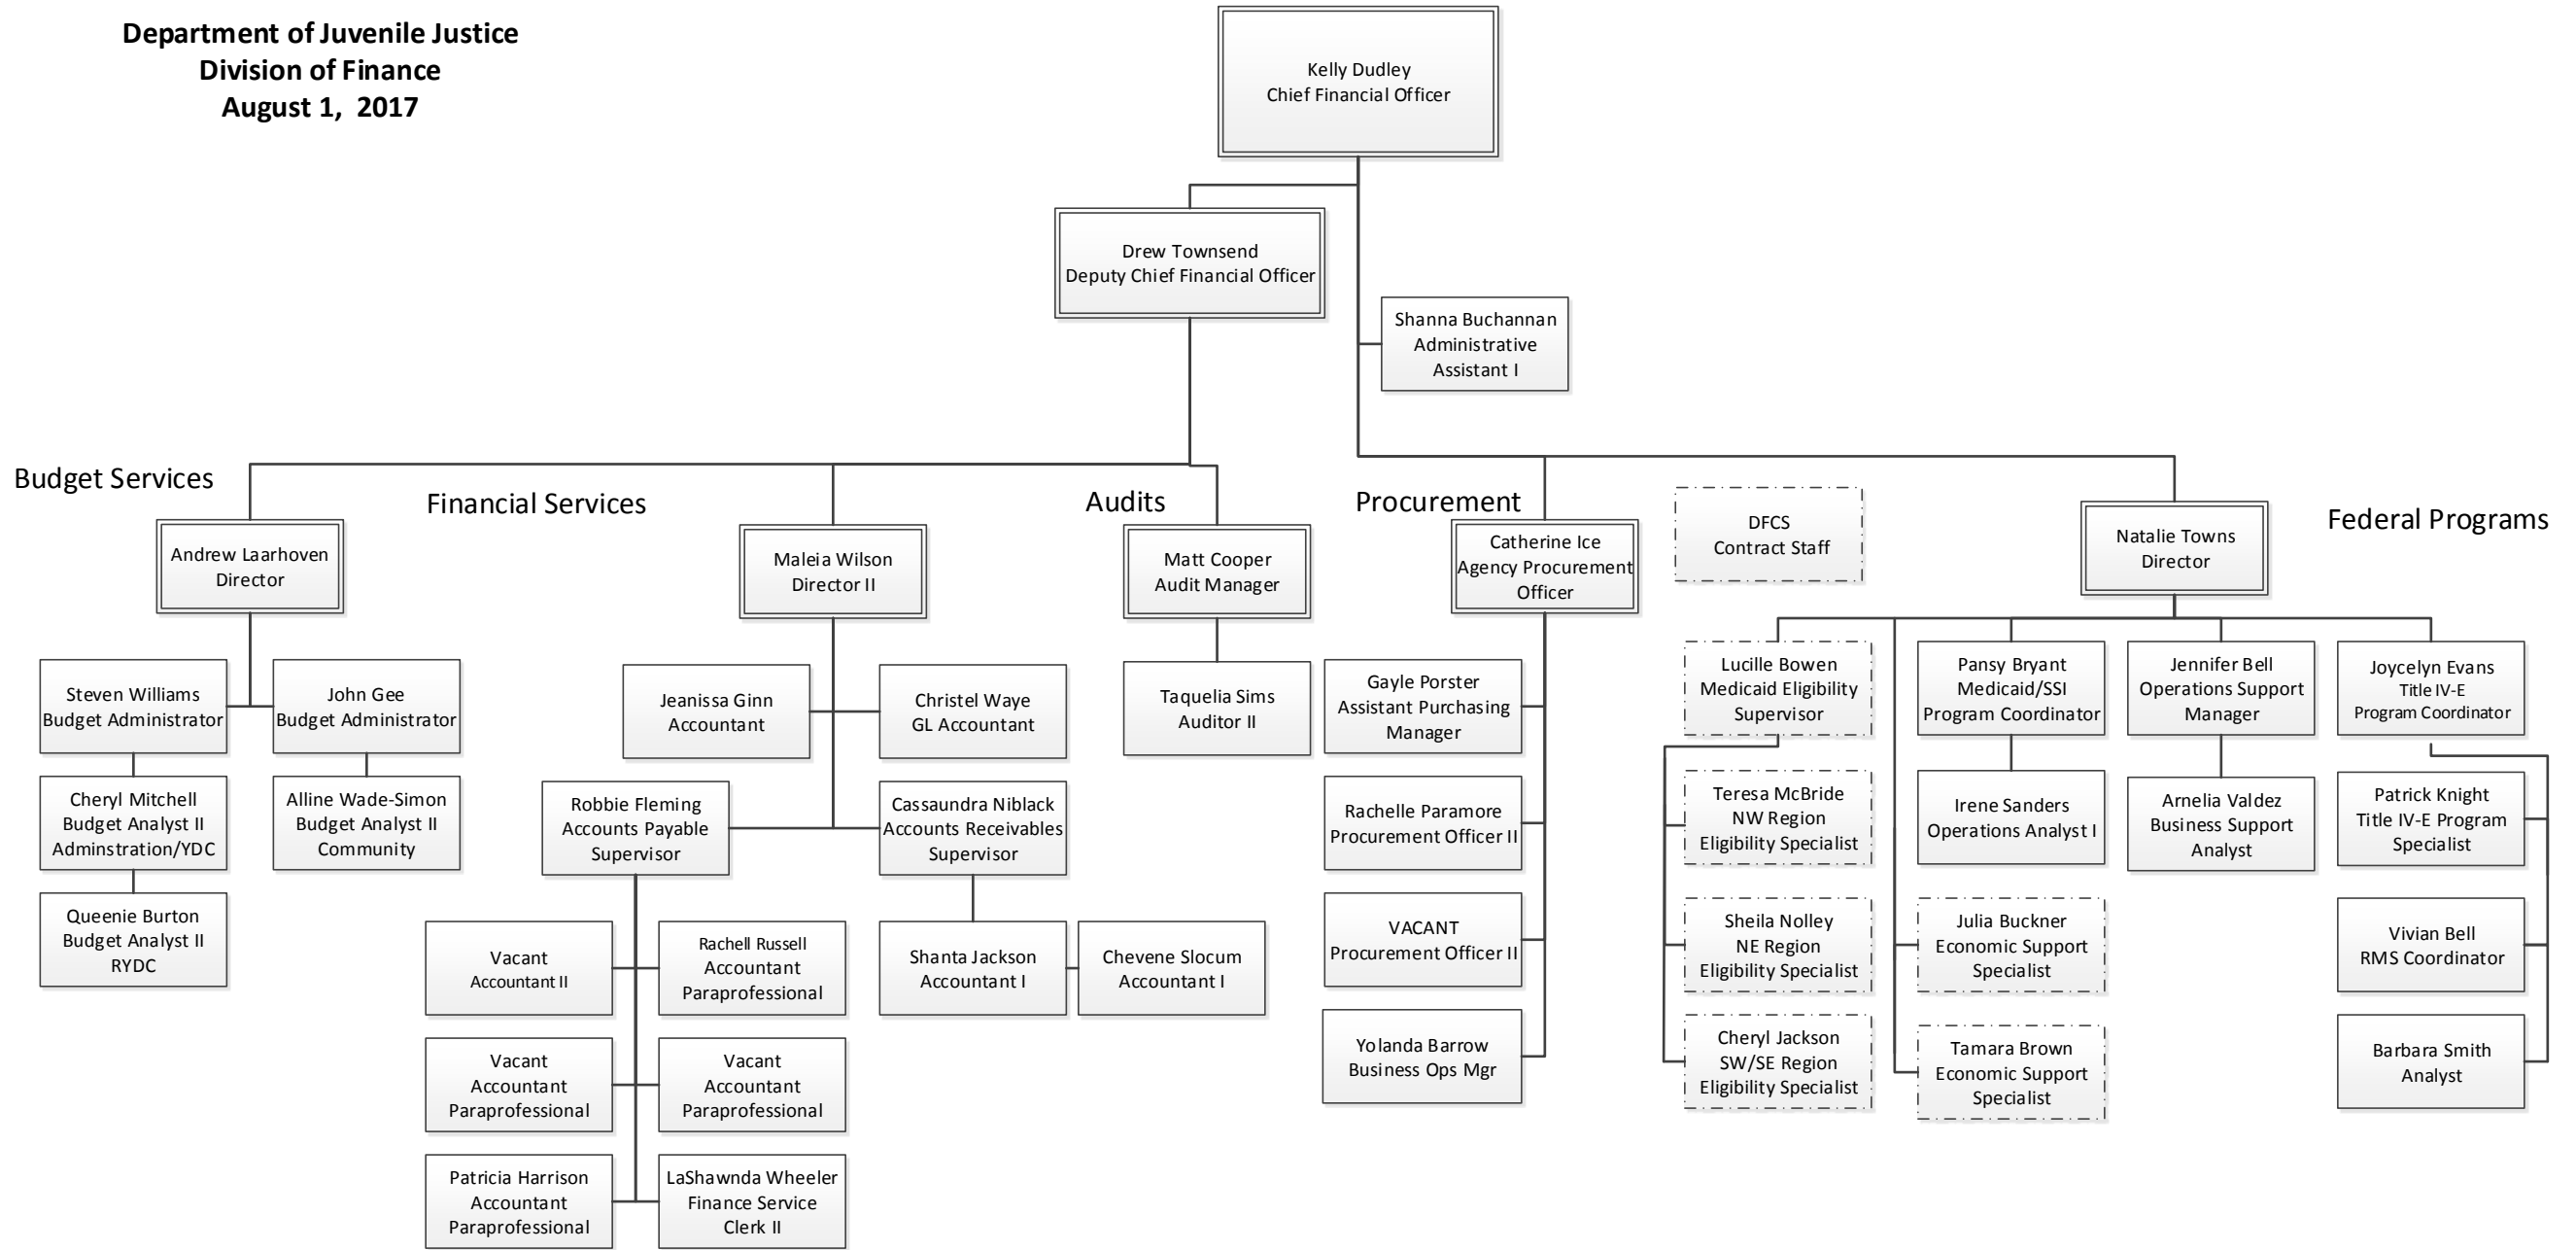 Department of Juvenile Justice
Division of Finance
August 1,  2017
Kelly Dudley
Chief Financial Officer
Drew Townsend
Deputy Chief Financial Officer
Shanna Buchannan
Administrative
Assistant I
Budget Services
Andrew Laarhoven
Director
Steven Williams
Budget Administrator
John Gee
Budget Administrator
Cheryl Mitchell
Budget Analyst II
Adminstration/YDC
Alline Wade-Simon
Budget Analyst II
Community
Queenie Burton
Budget Analyst II
RYDC
Financial Services
Maleia Wilson
Director II
Jeanissa Ginn
Accountant
Christel Waye
GL Accountant
Robbie Fleming
Accounts Payable
Supervisor
Cassaundra Niblack
Accounts Receivables
Supervisor
Vacant
Accountant II
Rachell Russell
Accountant
Paraprofessional
Shanta Jackson
Accountant I
Chevene Slocum
Accountant I
Vacant
Accountant
Paraprofessional
Vacant
Accountant
Paraprofessional
Patricia Harrison
Accountant
Paraprofessional
LaShawnda Wheeler
Finance Service
Clerk II
Audits
Matt Cooper
Audit Manager
Taquelia Sims
Auditor II
Procurement
Catherine Ice
Agency Procurement
Officer
Gayle Porster
Assistant Purchasing
Manager
Rachelle Paramore
Procurement Officer II
VACANT
Procurement Officer II
Yolanda Barrow
Business Ops Mgr
DFCS
Contract Staff
Federal Programs
Natalie Towns
Director
Lucille Bowen
Medicaid Eligibility
Supervisor
Pansy Bryant
Medicaid/SSI
Program Coordinator
Jennifer Bell
Operations Support
Manager
Joycelyn Evans
Title IV-E
Program Coordinator
Teresa McBride
NW Region
Eligibility Specialist
Irene Sanders
Operations Analyst I
Arnelia Valdez
Business Support
Analyst
Patrick Knight
Title IV-E Program
Specialist
Sheila Nolley
NE Region
Eligibility Specialist
Julia Buckner
Economic Support
Specialist
Vivian Bell
RMS Coordinator
Cheryl Jackson
SW/SE Region
Eligibility Specialist
Tamara Brown
Economic Support
Specialist
Barbara Smith
Analyst